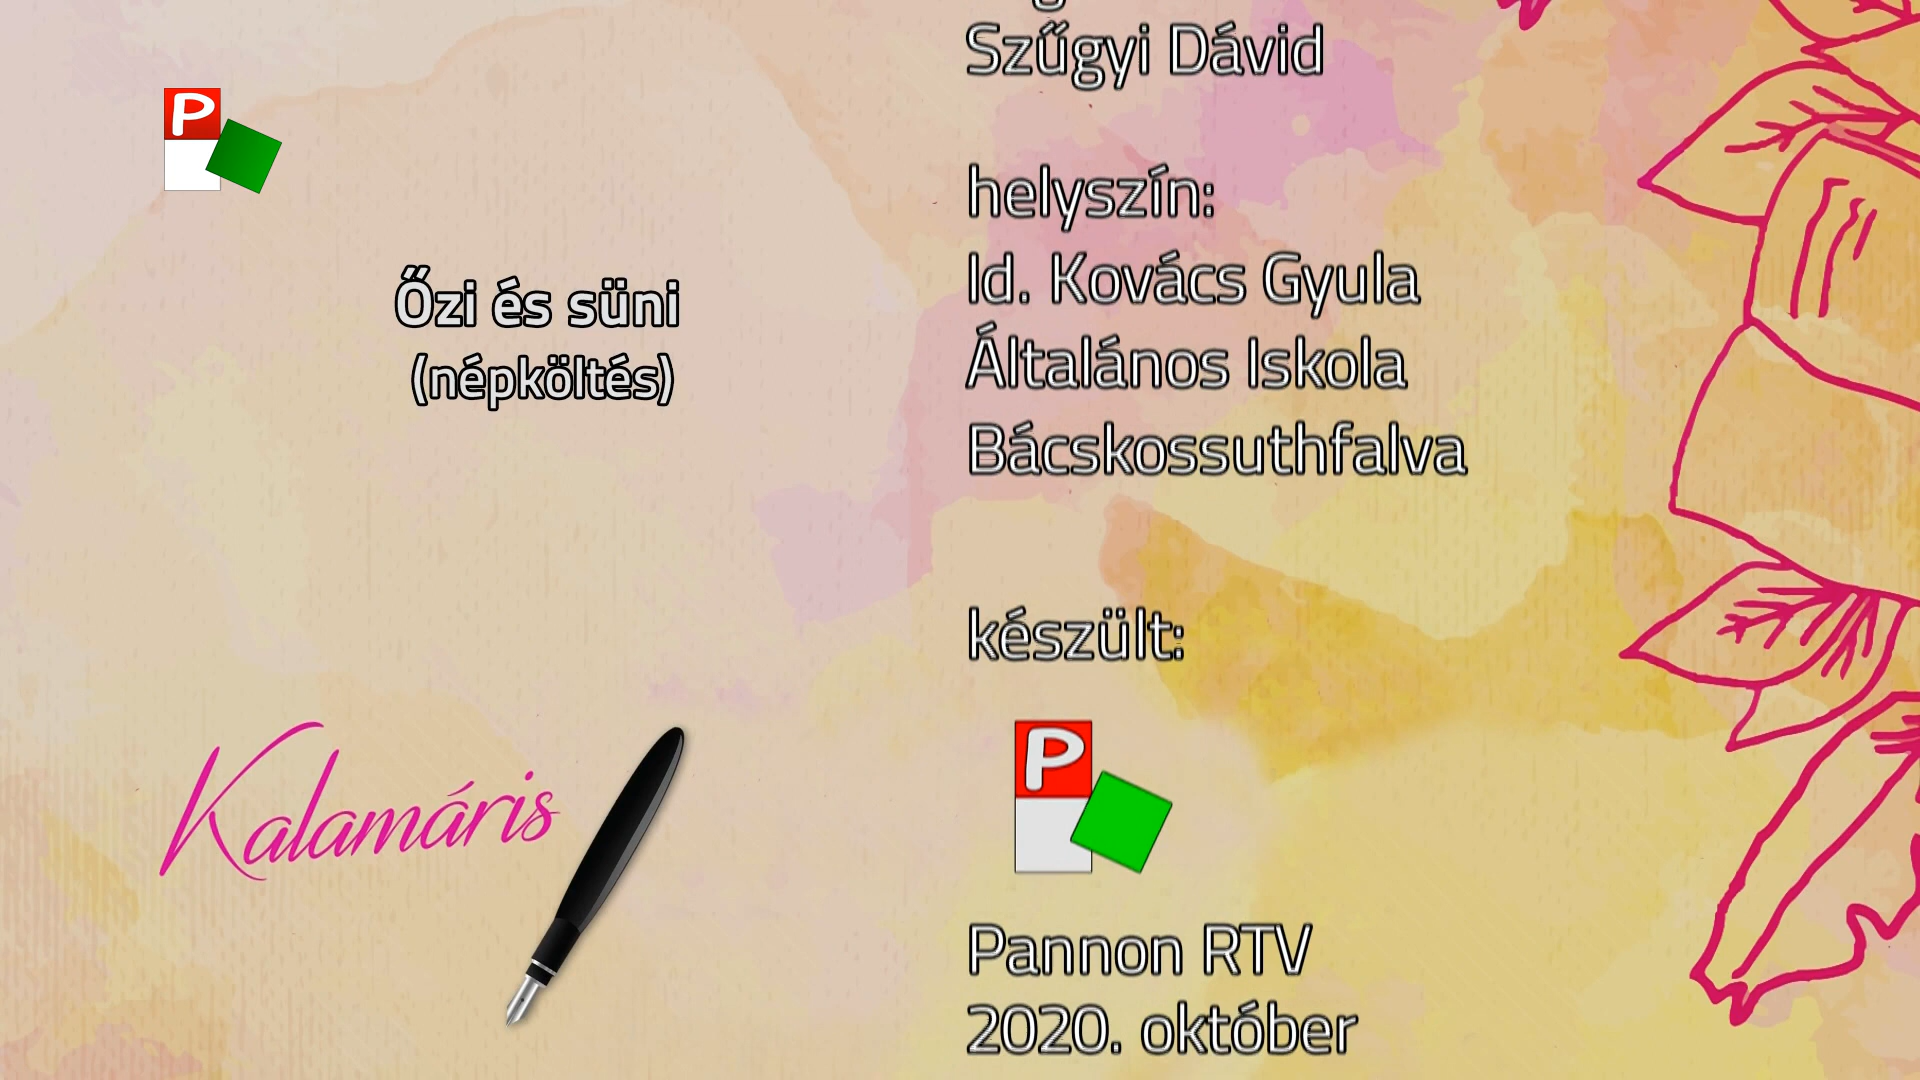 P
Őzi és süni
(népköltés)
Kalamáris
Szűgyi Dávid
helyszín:
Id. Kovács Gyula
Általános Iskola
Bácskossuthfalva
készült:
P
Pannon RTV
2020. október